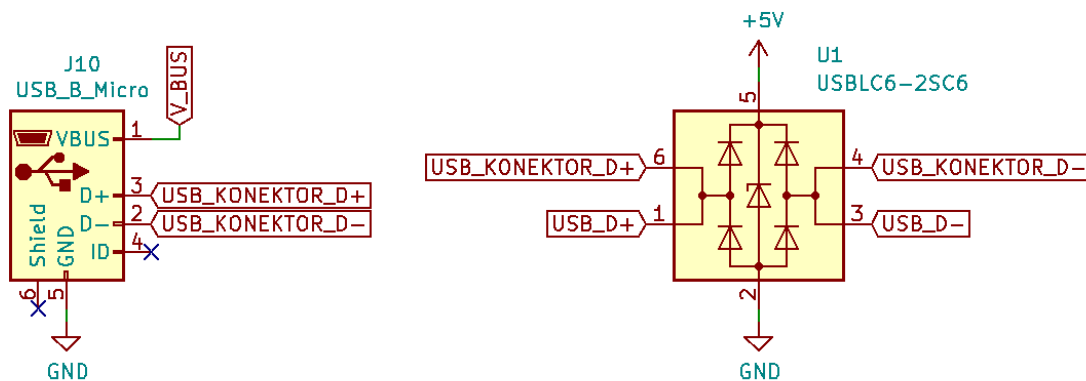 J10
USB_B_Micro
V_BUS
VBUS
1
D+
3
USB_KONEKTOR_D+
D-
2
USB_KONEKTOR_D-
ID
4
Shield
GND
6
5
GND
+5V
U1
USBLC6-2SC6
5
USB_KONEKTOR_D+
6
4
USB_KONEKTOR_D-
USB_D+
1
3
USB_D-
2
GND